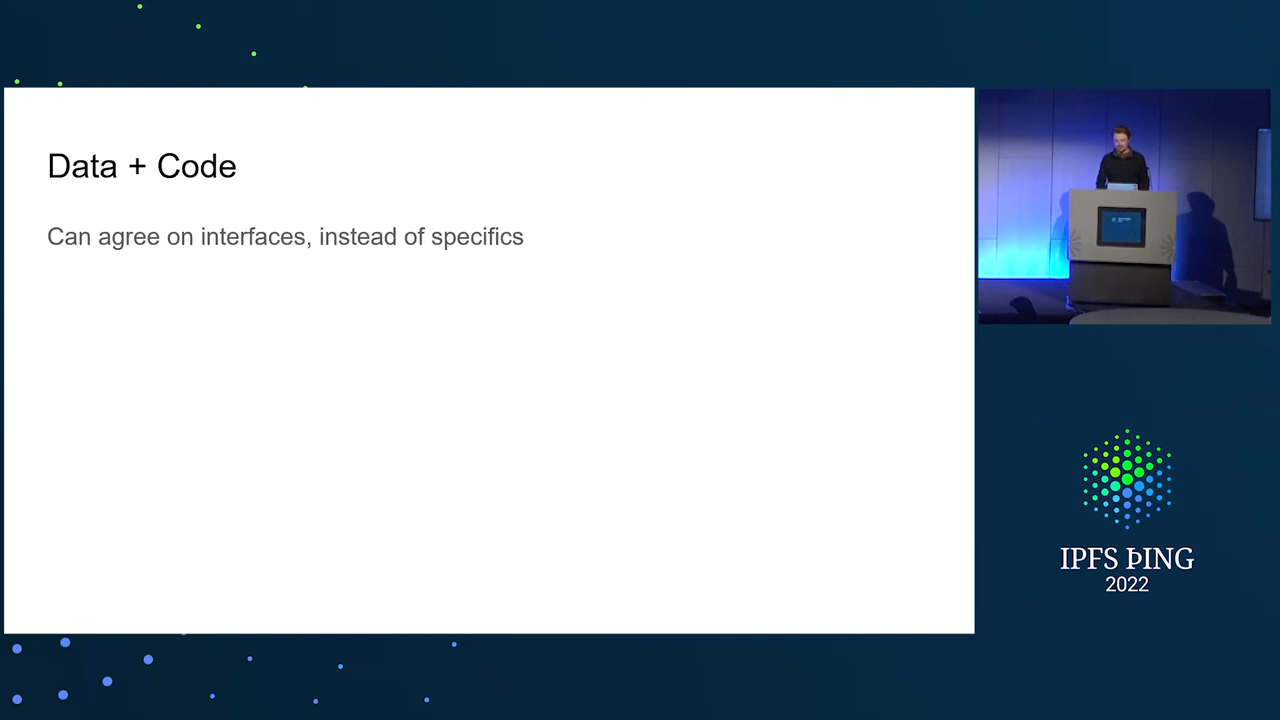 Data + Code
Can agree on interfaces, instead of specifics
IPFS ÞING
2022